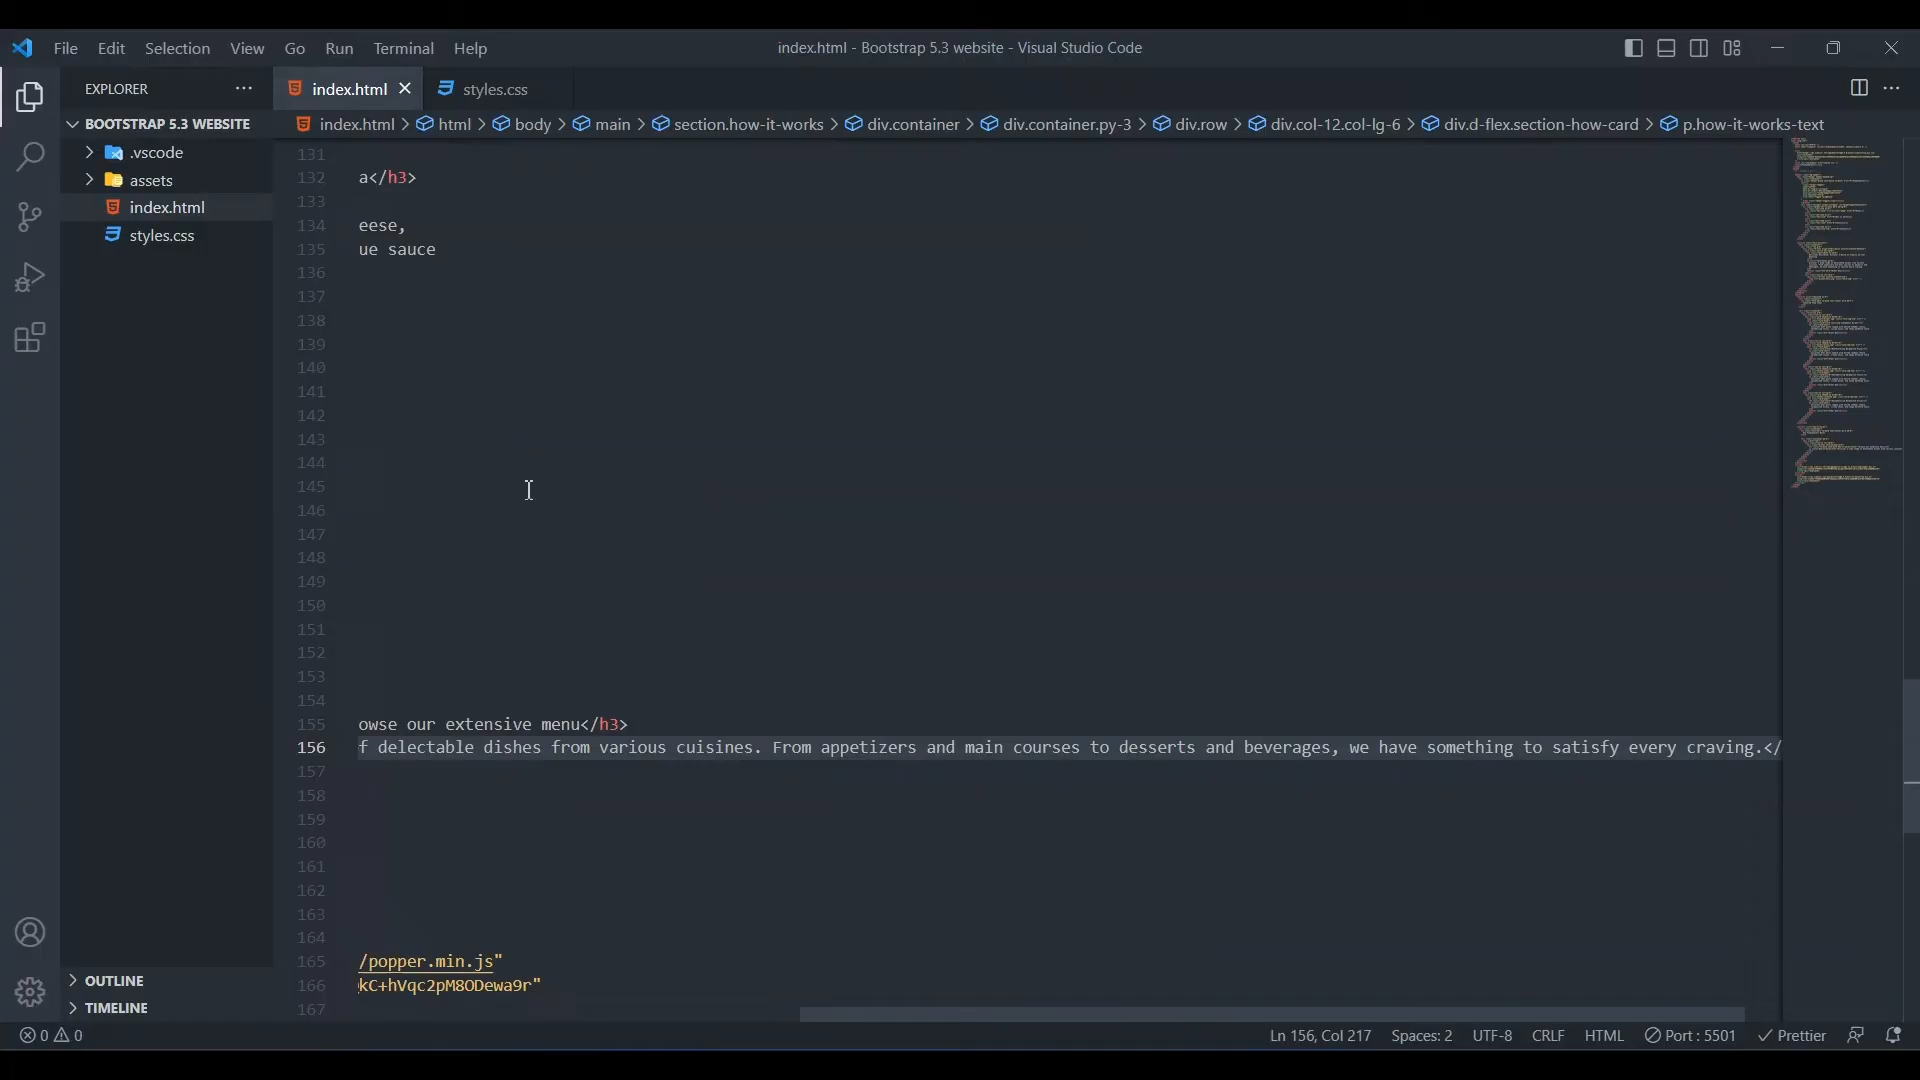 File Edit Selection View Go Run Terminal Help
index.html - Bootstrap 5.3 website - Visual Studio Code
EXPLORER
BOOTSTRAP 5.3 WEBSITE
.vscode
assets
index.html
styles.css
OUTLINE
TIMELINE
index.html
styles.css
index.html > html > body > main > section.how-it-works > div.container > div.container.py-3 > div.row > div.col-12.col-lg-6 > div.d-flex.section-how-card > p.how-it-works-text
131
132 a</h3>
133
134 eese,
135 ue sauce
136
137
138
139
140
141
142
143
144
145
146
147
148
149
150
151
152
153
154
155 owse our extensive menu</h3>
156 f delectable dishes from various cuisines. From appetizers and main courses to desserts and beverages, we have something to satisfy every craving.</
157
158
159
160
161
162
163
164
165 /popper.min.js"
166 kC+hVqc2pM8ODewa9r"
167
0 0
Ln 156, Col 217 Spaces: 2 UTF-8 CRLF HTML Port : 5501 Prettier